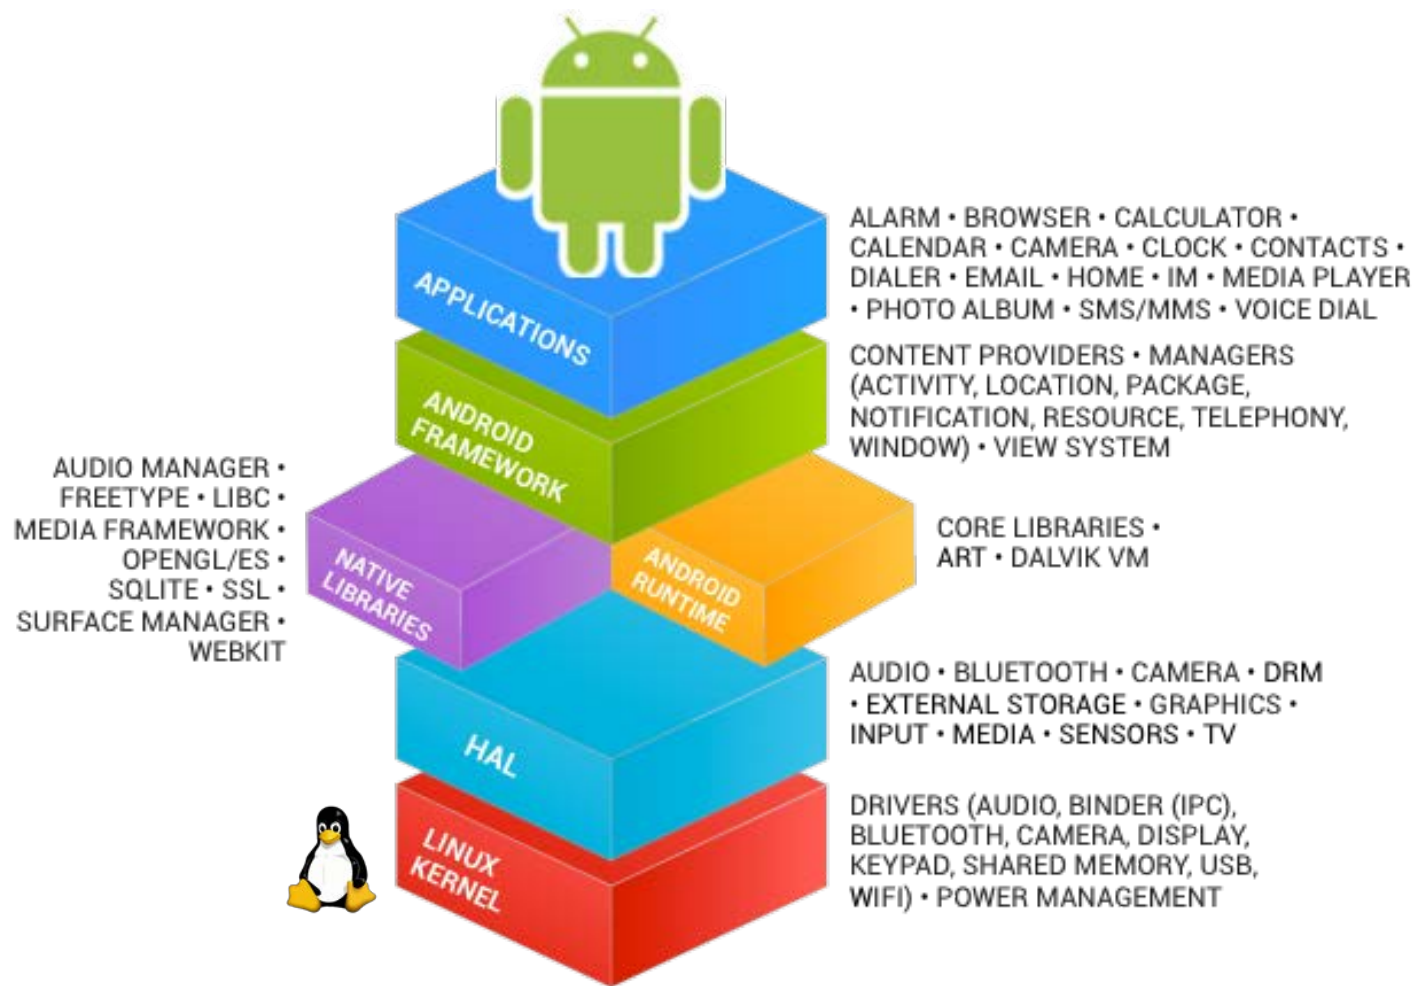 APPLICATIONS
ALARM • BROWSER • CALCULATOR •
CALENDAR • CAMERA • CLOCK • CONTACTS •
DIALER • EMAIL • HOME • IM • MEDIA PLAYER
• PHOTO ALBUM • SMS/MMS • VOICE DIAL
ANDROID
FRAMEWORK
CONTENT PROVIDERS • MANAGERS
(ACTIVITY, LOCATION, PACKAGE,
NOTIFICATION, RESOURCE, TELEPHONY,
WINDOW) • VIEW SYSTEM
AUDIO MANAGER •
FREETYPE • LIBC •
MEDIA FRAMEWORK •
OPENGL/ES •
SQLITE • SSL •
SURFACE MANAGER •
WEBKIT
NATIVE
LIBRARIES
ANDROID
RUNTIME
CORE LIBRARIES •
ART • DALVIK VM
HAL
AUDIO • BLUETOOTH • CAMERA • DRM
• EXTERNAL STORAGE • GRAPHICS •
INPUT • MEDIA • SENSORS • TV
LINUX
KERNEL
DRIVERS (AUDIO, BINDER (IPC),
BLUETOOTH, CAMERA, DISPLAY,
KEYPAD, SHARED MEMORY, USB,
WIFI) • POWER MANAGEMENT